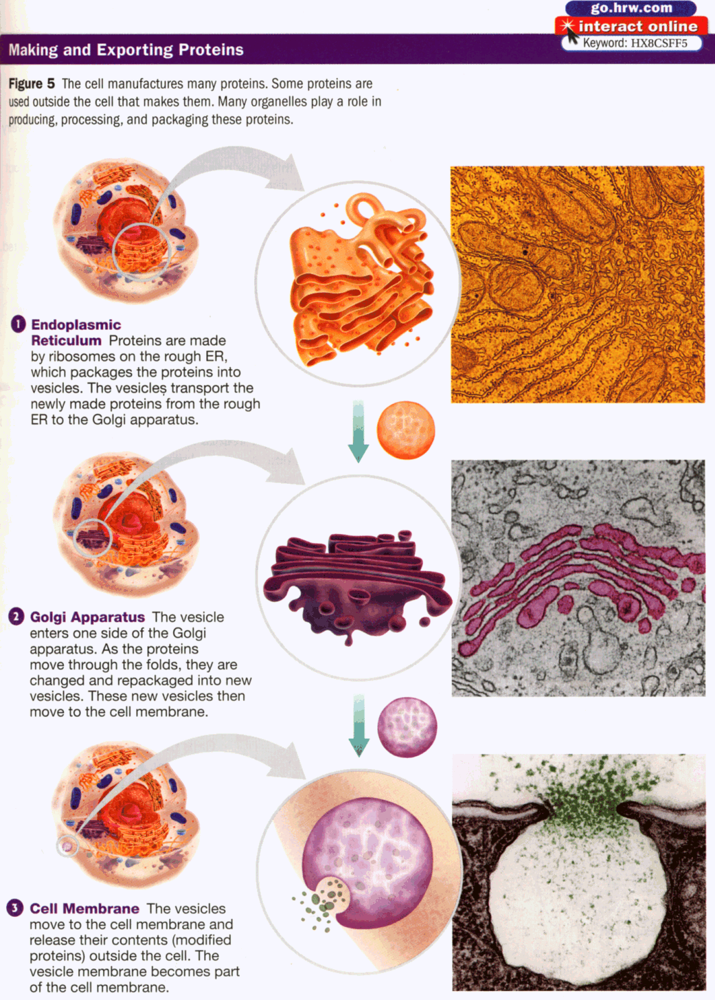 go.hrw.com
interact online
Keyword: HX8CSFF5
Making and Exporting Proteins
Figure 5 The cell manufactures many proteins. Some proteins are
used outside the cell that makes them. Many organelles play a role in
producing, processing, and packaging these proteins.
1 Endoplasmic
Reticulum Proteins are made
by ribosomes on the rough ER,
which packages the proteins into
vesicles. The vesicles transport the
newly made proteins from the rough
ER to the Golgi apparatus.
2 Golgi Apparatus The vesicle
enters one side of the Golgi
apparatus. As the proteins
move through the folds, they are
changed and repackaged into new
vesicles. These new vesicles then
move to the cell membrane.
3 Cell Membrane The vesicles
move to the cell membrane and
release their contents (modified
proteins) outside the cell. The
vesicle membrane becomes part
of the cell membrane.